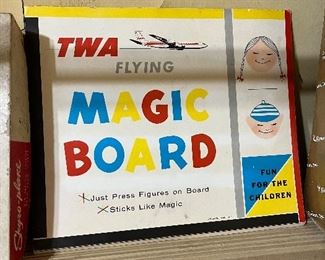 TWA
FLYING
MAGIC
BOARD
Just Press Figures on Board
Sticks Like Magic
FUN
FOR THE
CHILDREN